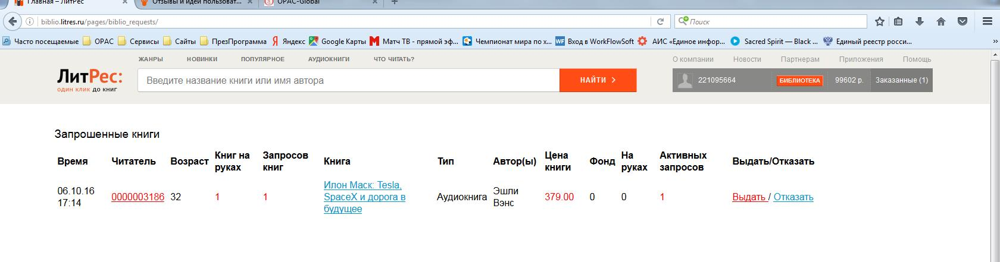 Главная – ЛитРес
Отзывы и идеи пользоват...
OPAC-Global
biblio.litres.ru/pages/biblio_requests/
Поиск
Часто посещаемые OPAC Сервисы Сайты ПрезПрограмма Яндекс Google Карты Матч ТВ - прямой эф... Чемпионат мира по х... Вход в WorkFlowSoft АИС «Единое инфор... Sacred Spirit — Black ... Единый реестр росси... »
ЖАНРЫ НОВИНКИ ПОПУЛЯРНОЕ АУДИОКНИГИ ЧТО ЧИТАТЬ?
О компании Новости Партнерам Приложения Помощь
ЛитРес:
один клик до книг
Введите название книги или имя автора
НАЙТИ
221095664 БИБЛИОТЕКА 99602 р. Заказанные (1)
Запрошенные книги
Время Читатель Возраст Книг на руках Запросов книг Книга Тип Автор(ы) Цена книги Фонд На руках Активных запросов Выдать/Отказать
06.10.16 17:14 0000003186 32 1 1 Илон Маск: Tesla, SpaceX и дорога в будущее Аудиокнига Эшли Вэнс 379.00 0 0 1 Выдать / Отказать